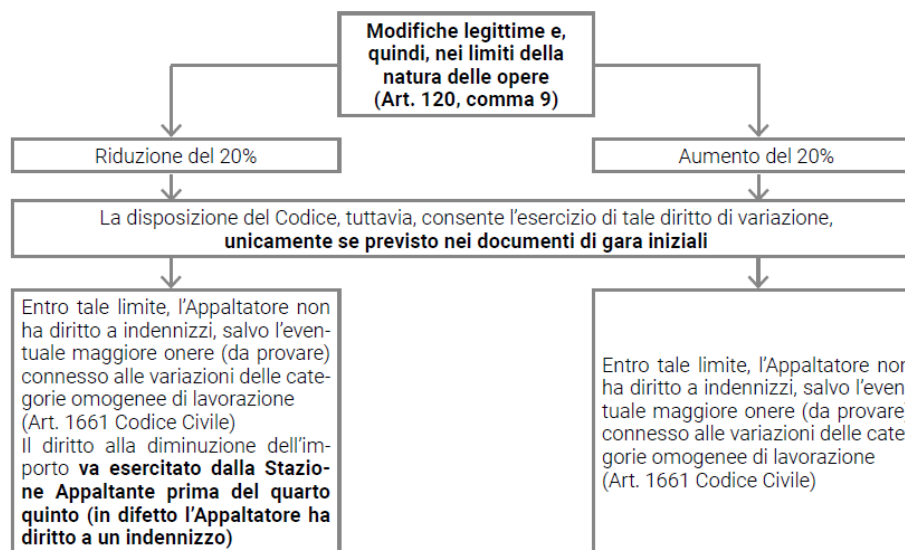 Modifiche legittime e,
quindi, nei limiti della
natura delle opere
(Art. 120, comma 9)
Riduzione del 20%
Aumento del 20%
La disposizione del Codice, tuttavia, consente l'esercizio di tale diritto di variazione,
unicamente se previsto nei documenti di gara iniziali
Entro tale limite, l'Appaltatore non
ha diritto a indennizzi, salvo l'even-
tuale maggiore onere (da provare)
connesso alle variazioni delle cate-
gorie omogenee di lavorazione
(Art. 1661 Codice Civile)
Il diritto alla diminuzione dell'im-
porto va esercitato dalla Stazio-
ne Appaltante prima del quarto
quinto (in difetto l'Appaltatore ha
diritto a un indennizzo)
Entro tale limite, l'Appaltatore non
ha diritto a indennizzi, salvo l'even
tuale maggiore onere (da provare)
connesso alle variazioni delle cate
gorie omogenee di lavorazione
(Art. 1661 Codice Civile)